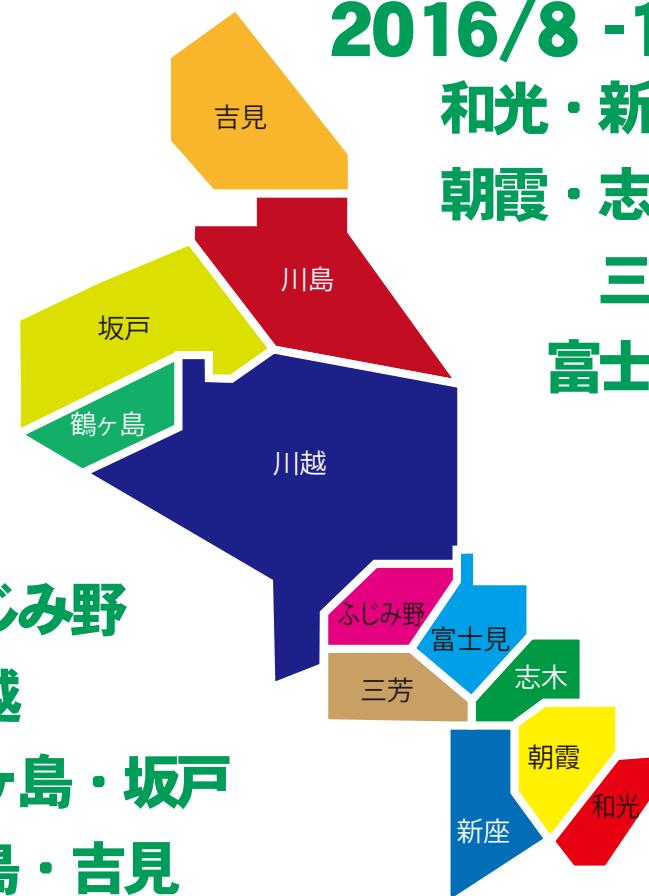 2016/8 -1
和光・新
朝霞・志
三
富士
吉見
川島
坂戸
鶴ヶ島
川越
ふじみ野
富士見
志木
三芳
朝霞
和光
新座
じみ野
越
ヶ島・坂戸
島・吉見